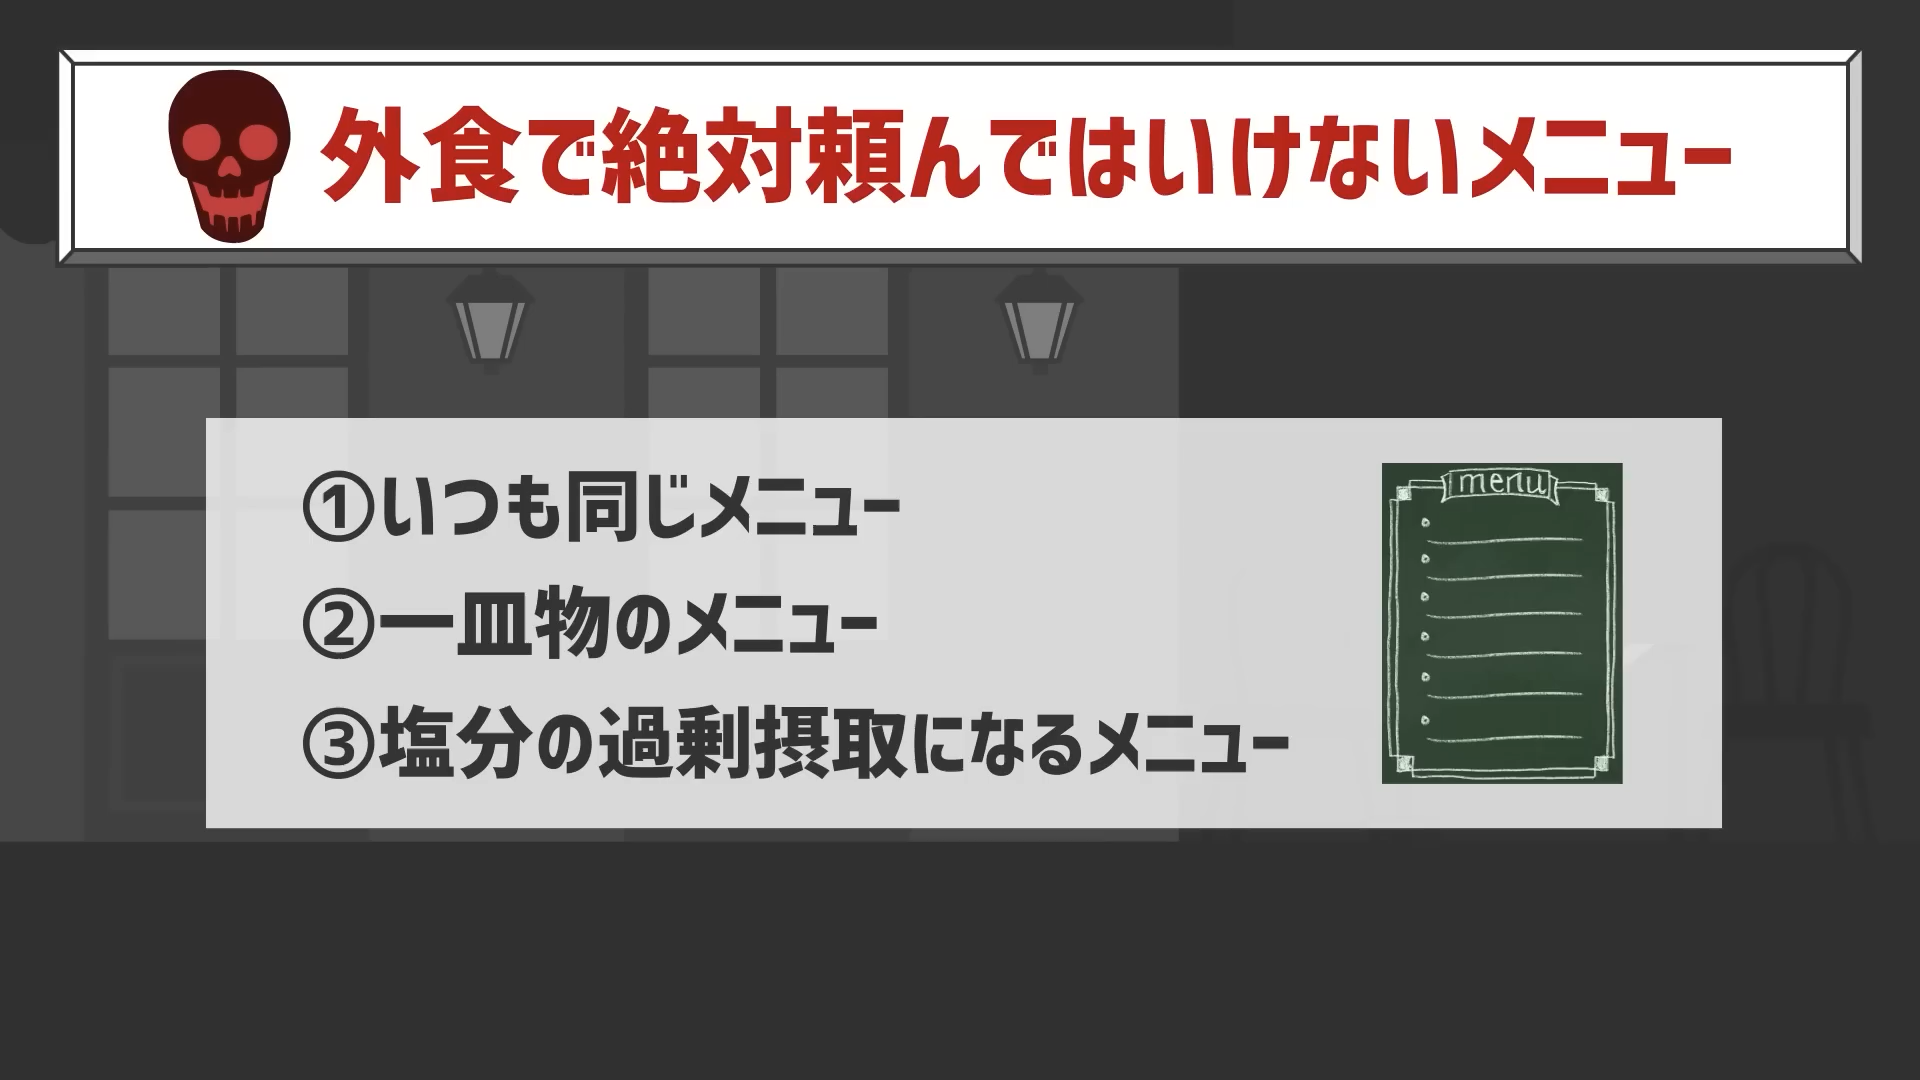 外食で絶対頼んではいけないメニュー
①いつも同じメニュー
②一皿物のメニュー
③塩分の過剰摂取になるメニュー
menu